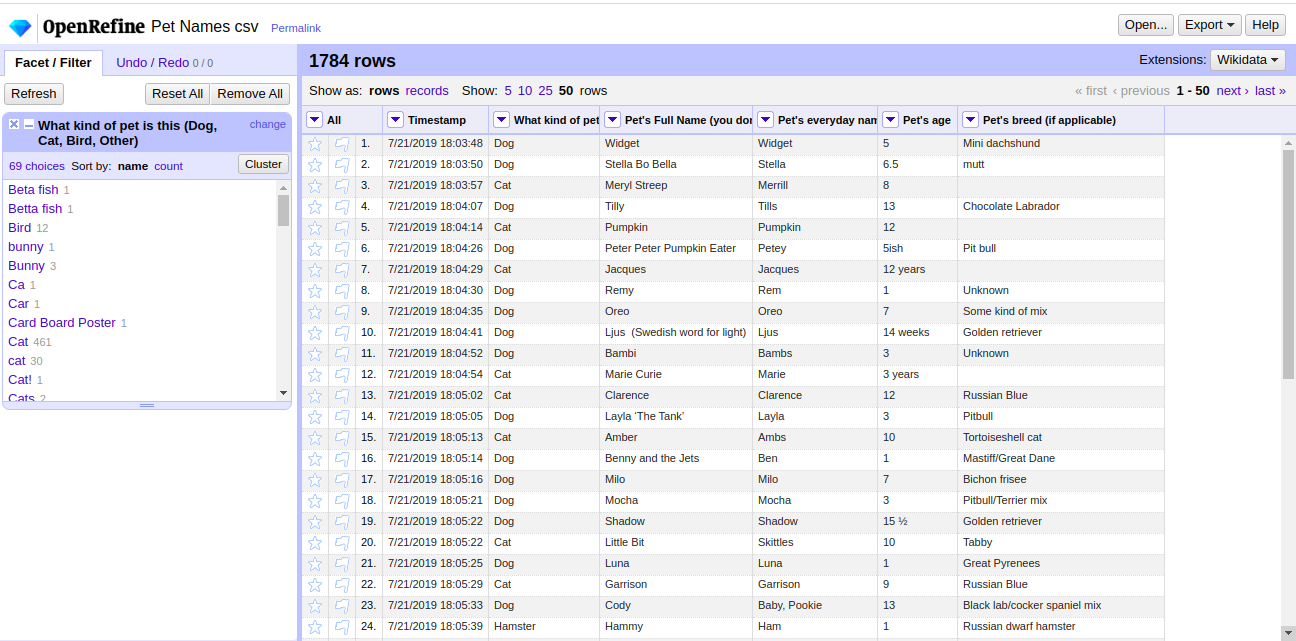 OpenRefine Pet Names csv Permalink Open... Export Help
Facet / Filter Undo / Redo 0 / 0
Refresh Reset All Remove All
What kind of pet is this (Dog, Cat, Bird, Other) change
69 choices Sort by: name count Cluster
Beta fish 1
Betta fish 1
Bird 12
bunny 1
Bunny 3
Ca 1
Car 1
Card Board Poster 1
Cat 461
cat 30
Cat! 1
Cats 2
1784 rows Extensions: Wikidata
Show as: rows records Show: 5 10 25 50 rows « first ‹ previous 1 - 50 next › last »
All Timestamp What kind of pet Pet's Full Name (you don Pet's everyday nam Pet's age Pet's breed (if applicable)
1. 7/21/2019 18:03:48 Dog Widget Widget 5 Mini dachshund
2. 7/21/2019 18:03:50 Dog Stella Bo Bella Stella 6.5 mutt
3. 7/21/2019 18:03:57 Cat Meryl Streep Merrill 8
4. 7/21/2019 18:04:07 Dog Tilly Tills 13 Chocolate Labrador
5. 7/21/2019 18:04:14 Cat Pumpkin Pumpkin 12
6. 7/21/2019 18:04:26 Dog Peter Peter Pumpkin Eater Petey 5ish Pit bull
7. 7/21/2019 18:04:29 Cat Jacques Jacques 12 years
8. 7/21/2019 18:04:30 Dog Remy Rem 1 Unknown
9. 7/21/2019 18:04:35 Dog Oreo Oreo 7 Some kind of mix
10. 7/21/2019 18:04:41 Dog Ljus (Swedish word for light) Ljus 14 weeks Golden retriever
11. 7/21/2019 18:04:52 Dog Bambi Bambs 3 Unknown
12. 7/21/2019 18:04:54 Cat Marie Curie Marie 3 years
13. 7/21/2019 18:05:02 Cat Clarence Clarence 12 Russian Blue
14. 7/21/2019 18:05:05 Dog Layla ‘The Tank’ Layla 3 Pitbull
15. 7/21/2019 18:05:13 Cat Amber Ambs 10 Tortoiseshell cat
16. 7/21/2019 18:05:14 Dog Benny and the Jets Ben 1 Mastiff/Great Dane
17. 7/21/2019 18:05:16 Dog Milo Milo 7 Bichon frisee
18. 7/21/2019 18:05:21 Dog Mocha Mocha 3 Pitbull/Terrier mix
19. 7/21/2019 18:05:22 Dog Shadow Shadow 15 ½ Golden retriever
20. 7/21/2019 18:05:22 Cat Little Bit Skittles 10 Tabby
21. 7/21/2019 18:05:25 Dog Luna Luna 1 Great Pyrenees
22. 7/21/2019 18:05:29 Cat Garrison Garrison 9 Russian Blue
23. 7/21/2019 18:05:33 Dog Cody Baby, Pookie 13 Black lab/cocker spaniel mix
24. 7/21/2019 18:05:39 Hamster Hammy Ham 1 Russian dwarf hamster